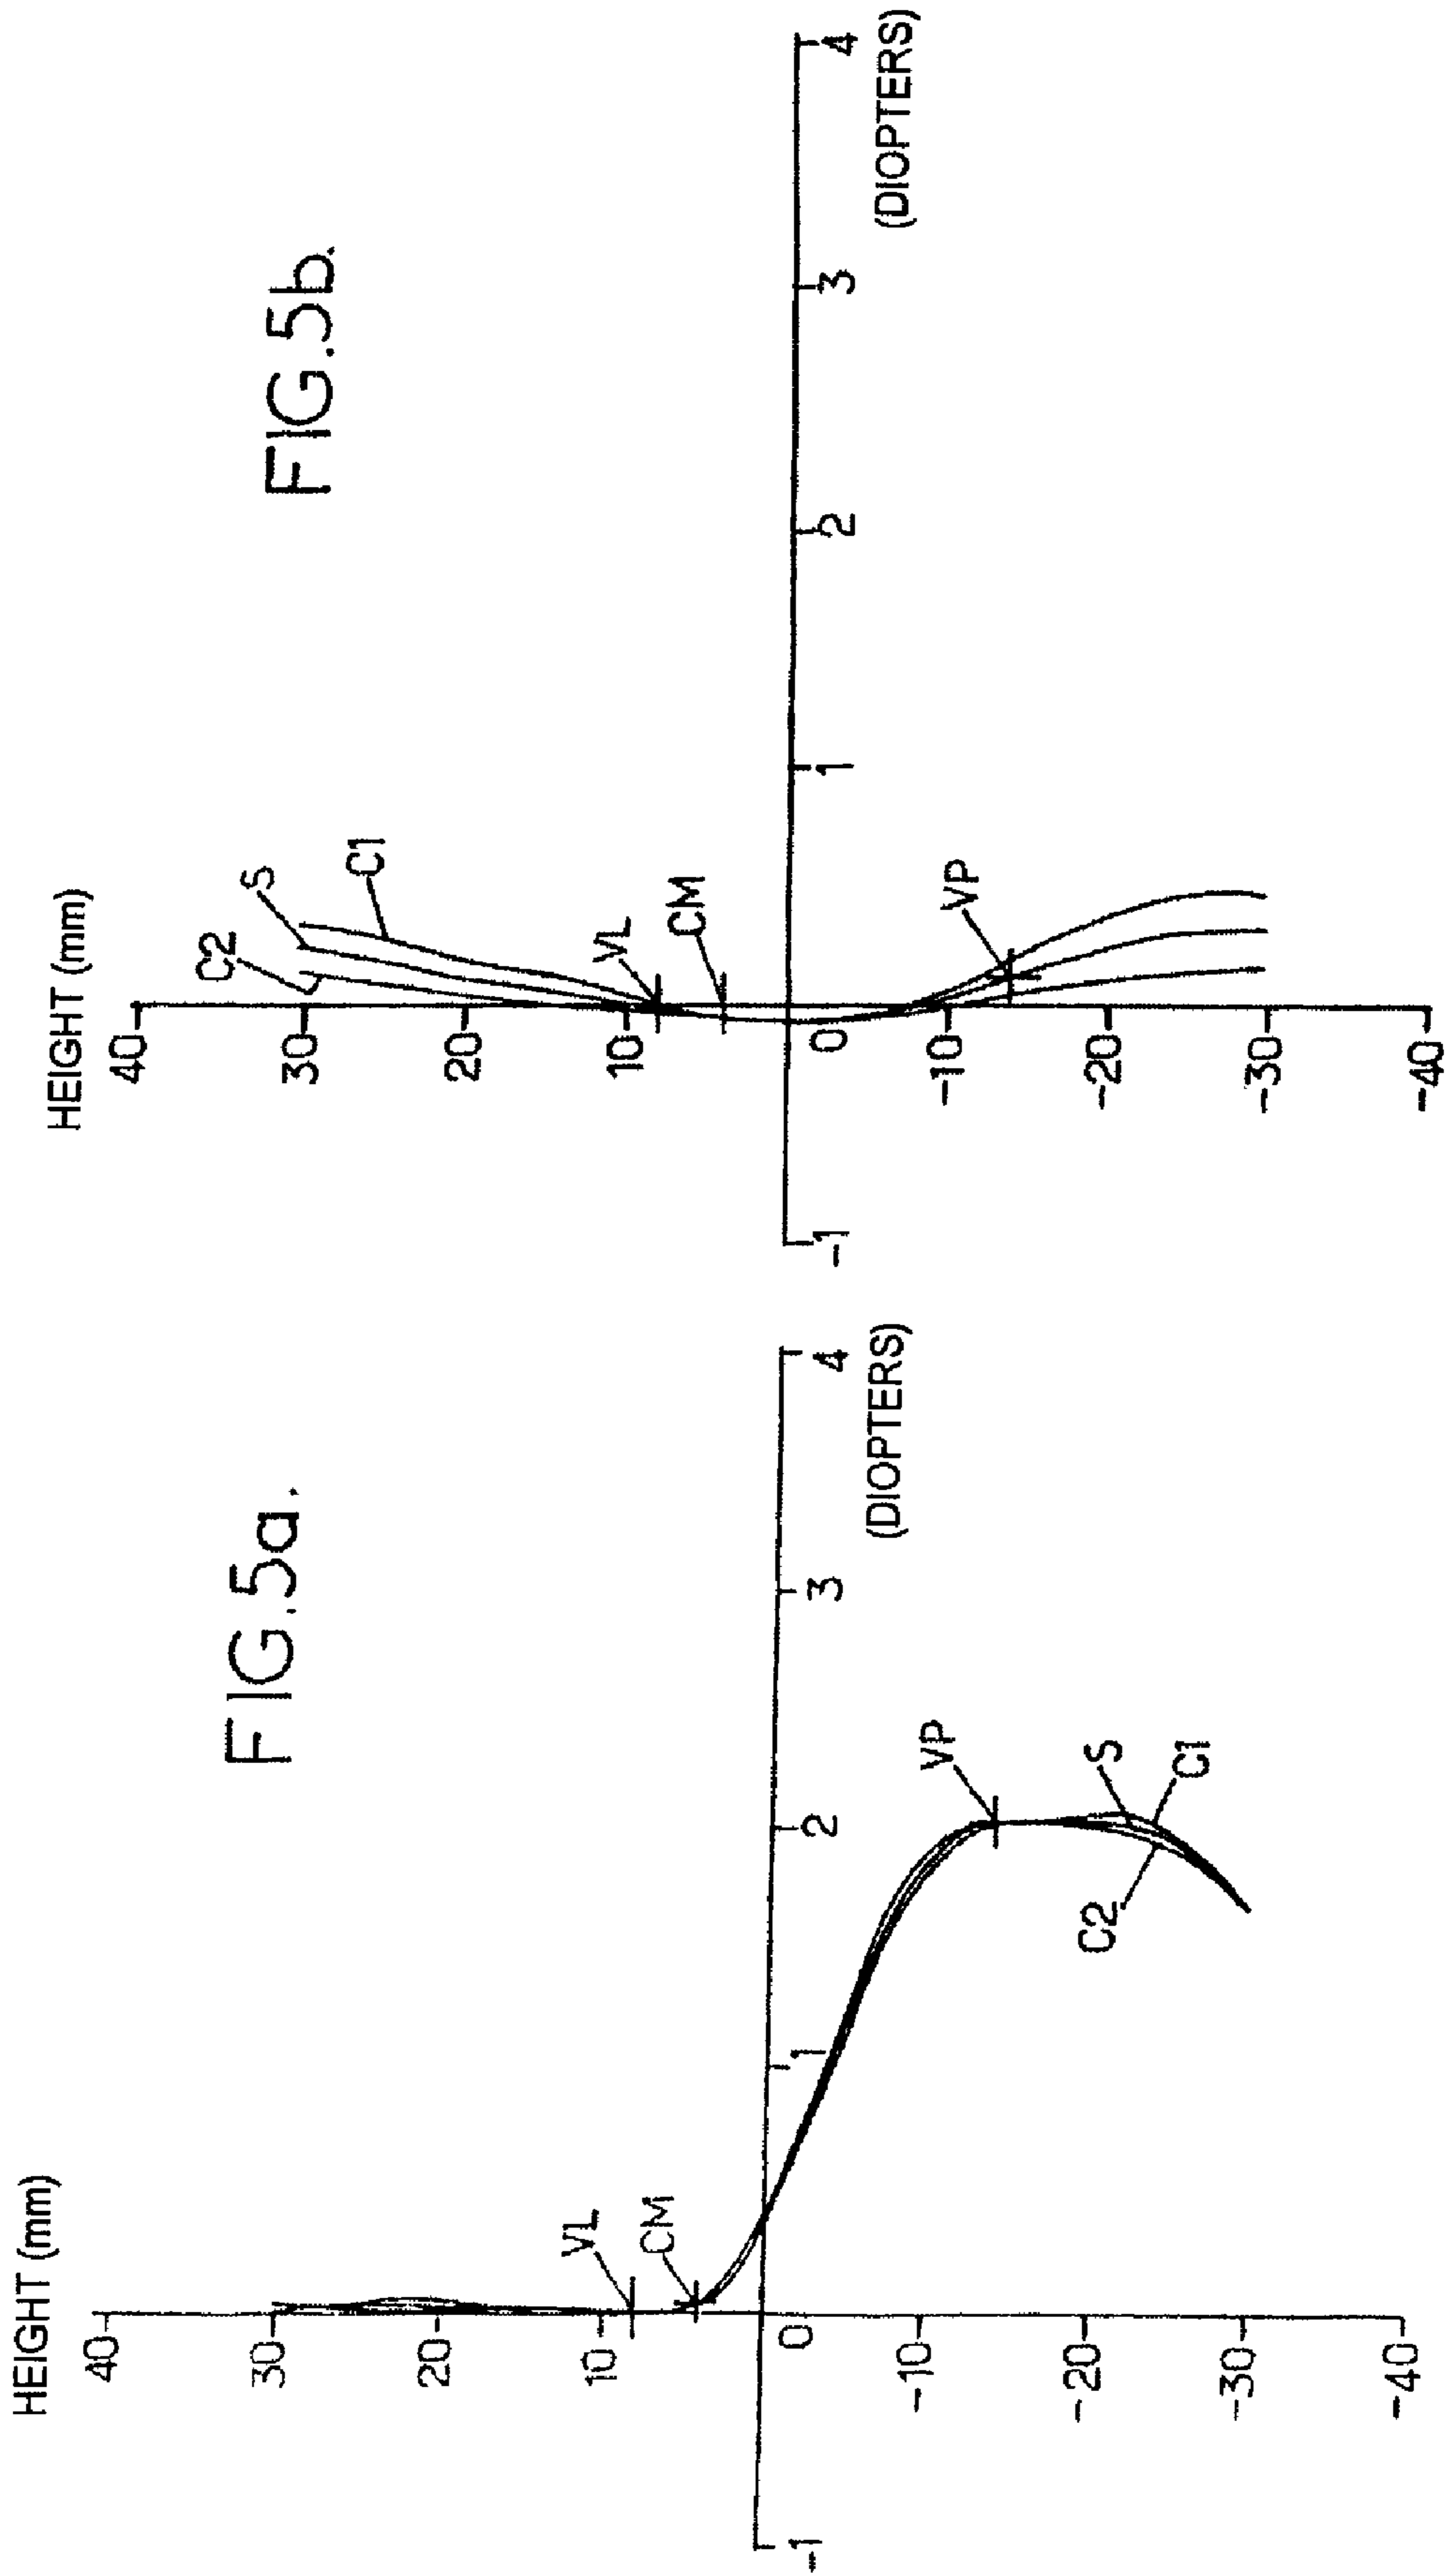 FIG.5a.
HEIGHT (mm)
40
30
20
10
0
-10
-20
-30
-40
-1
1
2
3
4
(DIOPTERS)
VL
CM
VP
S
C1
C2
FIG.5b.
HEIGHT (mm)
40
30
20
10
0
-10
-20
-30
-40
-1
1
2
3
4
(DIOPTERS)
C2
S
C1
VL
CM
VP